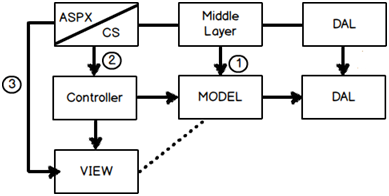 ASPX
CS
Middle
Layer
DAL
3
2
1
Controller
MODEL
DAL
VIEW